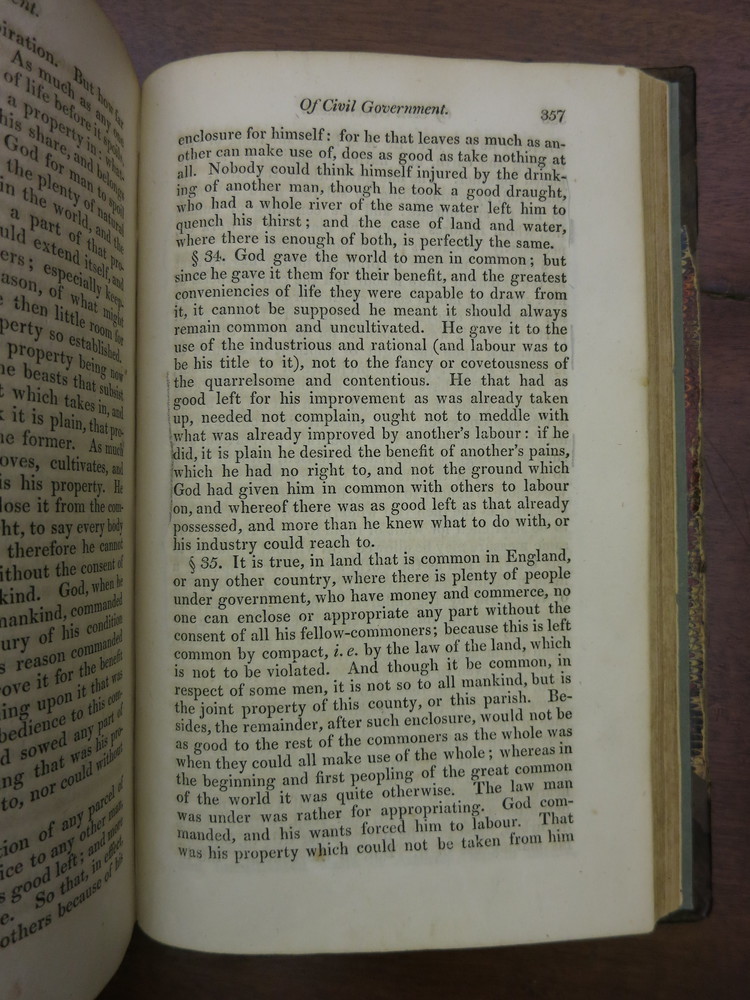 ent.
iration. But how far
As much as any one
of life before it spoils,
a property in: what-
his share, and belongs
God for man to spoil
the plenty of natural
in the world, and the
a part of that pro-
uld extend itself, and
ers; especially keep-
ason, of what might
then little room for
perty so established.
property being now
he beasts that subsist
which takes in, and
it is plain, that pro-
he former. As much
oves, cultivates, and
is his property. He
lose it from the com-
ht, to say every body
therefore he cannot
ithout the consent of
kind. God, when he
mankind, commanded
ury of his condition
s reason commanded
ove it for the benefit
ing upon it that was
bedience to this com-
d sowed any part of
ng that was his pro-
to, nor could without
ion of any parcel of
ice to any other man,
s good left; and more
e. So that, in effect,
others because of his
Of Civil Government. 357
enclosure for himself: for he that leaves as much as an-
other can make use of, does as good as take nothing at
all. Nobody could think himself injured by the drink-
ing of another man, though he took a good draught,
who had a whole river of the same water left him to
quench his thirst; and the case of land and water,
where there is enough of both, is perfectly the same.
§ 34. God gave the world to men in common; but
since he gave it them for their benefit, and the greatest
conveniencies of life they were capable to draw from
it, it cannot be supposed he meant it should always
remain common and uncultivated. He gave it to the
use of the industrious and rational (and labour was to
be his title to it), not to the fancy or covetousness of
the quarrelsome and contentious. He that had as
good left for his improvement as was already taken
up, needed not complain, ought not to meddle with
what was already improved by another's labour: if he
did, it is plain he desired the benefit of another's pains,
which he had no right to, and not the ground which
God had given him in common with others to labour
on, and whereof there was as good left as that already
possessed, and more than he knew what to do with, or
his industry could reach to.
§ 35. It is true, in land that is common in England,
or any other country, where there is plenty of people
under government, who have money and commerce, no
one can enclose or appropriate any part without the
consent of all his fellow-commoners; because this is left
common by compact, i. e. by the law of the land, which
is not to be violated. And though it be common, in
respect of some men, it is not so to all mankind, but is
the joint property of this county, or this parish. Be-
sides, the remainder, after such enclosure, would not be
as good to the rest of the commoners as the whole was
when they could all make use of the whole; whereas in
the beginning and first peopling of the great common
of the world it was quite otherwise. The law man
was under was rather for appropriating. God com-
manded, and his wants forced him to labour. That
was his property which could not be taken from him